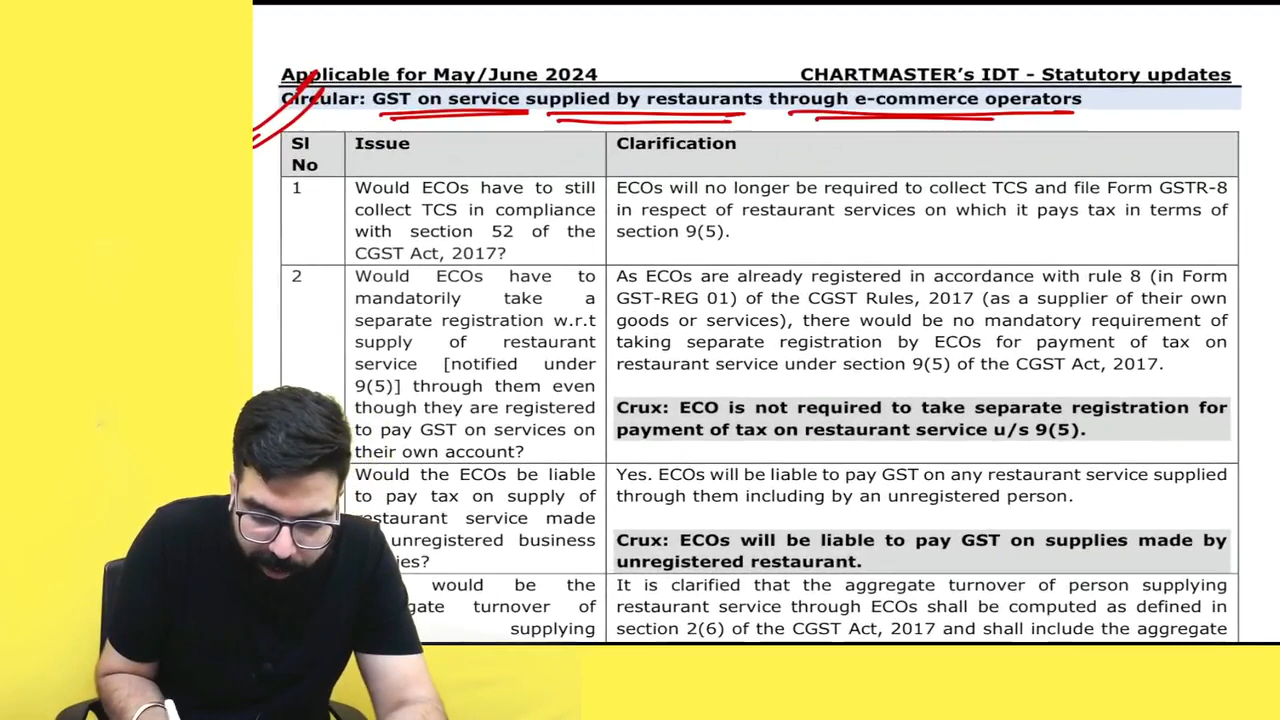 Applicable for May/June 2024 CHARTMASTER's IDT - Statutory updates
Circular: GST on service supplied by restaurants through e-commerce operators
Sl No
Issue
Clarification
1
Would ECOs have to still
collect TCS in compliance
with section 52 of the
CGST Act, 2017?
ECOs will no longer be required to collect TCS and file Form GSTR-8
in respect of restaurant services on which it pays tax in terms of
section 9(5).
2
Would ECOs have to
mandatorily take a
separate registration w.r.t
supply of restaurant
service [notified under
9(5)] through them even
though they are registered
to pay GST on services on
their own account?
As ECOs are already registered in accordance with rule 8 (in Form
GST-REG 01) of the CGST Rules, 2017 (as a supplier of their own
goods or services), there would be no mandatory requirement of
taking separate registration by ECOs for payment of tax on
restaurant service under section 9(5) of the CGST Act, 2017.
Crux: ECO is not required to take separate registration for
payment of tax on restaurant service u/s 9(5).
Would the ECOs be liable
to pay tax on supply of
restaurant service made
unregistered business
Yes. ECOs will be liable to pay GST on any restaurant service supplied
through them including by an unregistered person.
Crux: ECOs will be liable to pay GST on supplies made by
unregistered restaurant.
would be the
turnover of
supplying
It is clarified that the aggregate turnover of person supplying
restaurant service through ECOs shall be computed as defined in
section 2(6) of the CGST Act, 2017 and shall include the aggregate